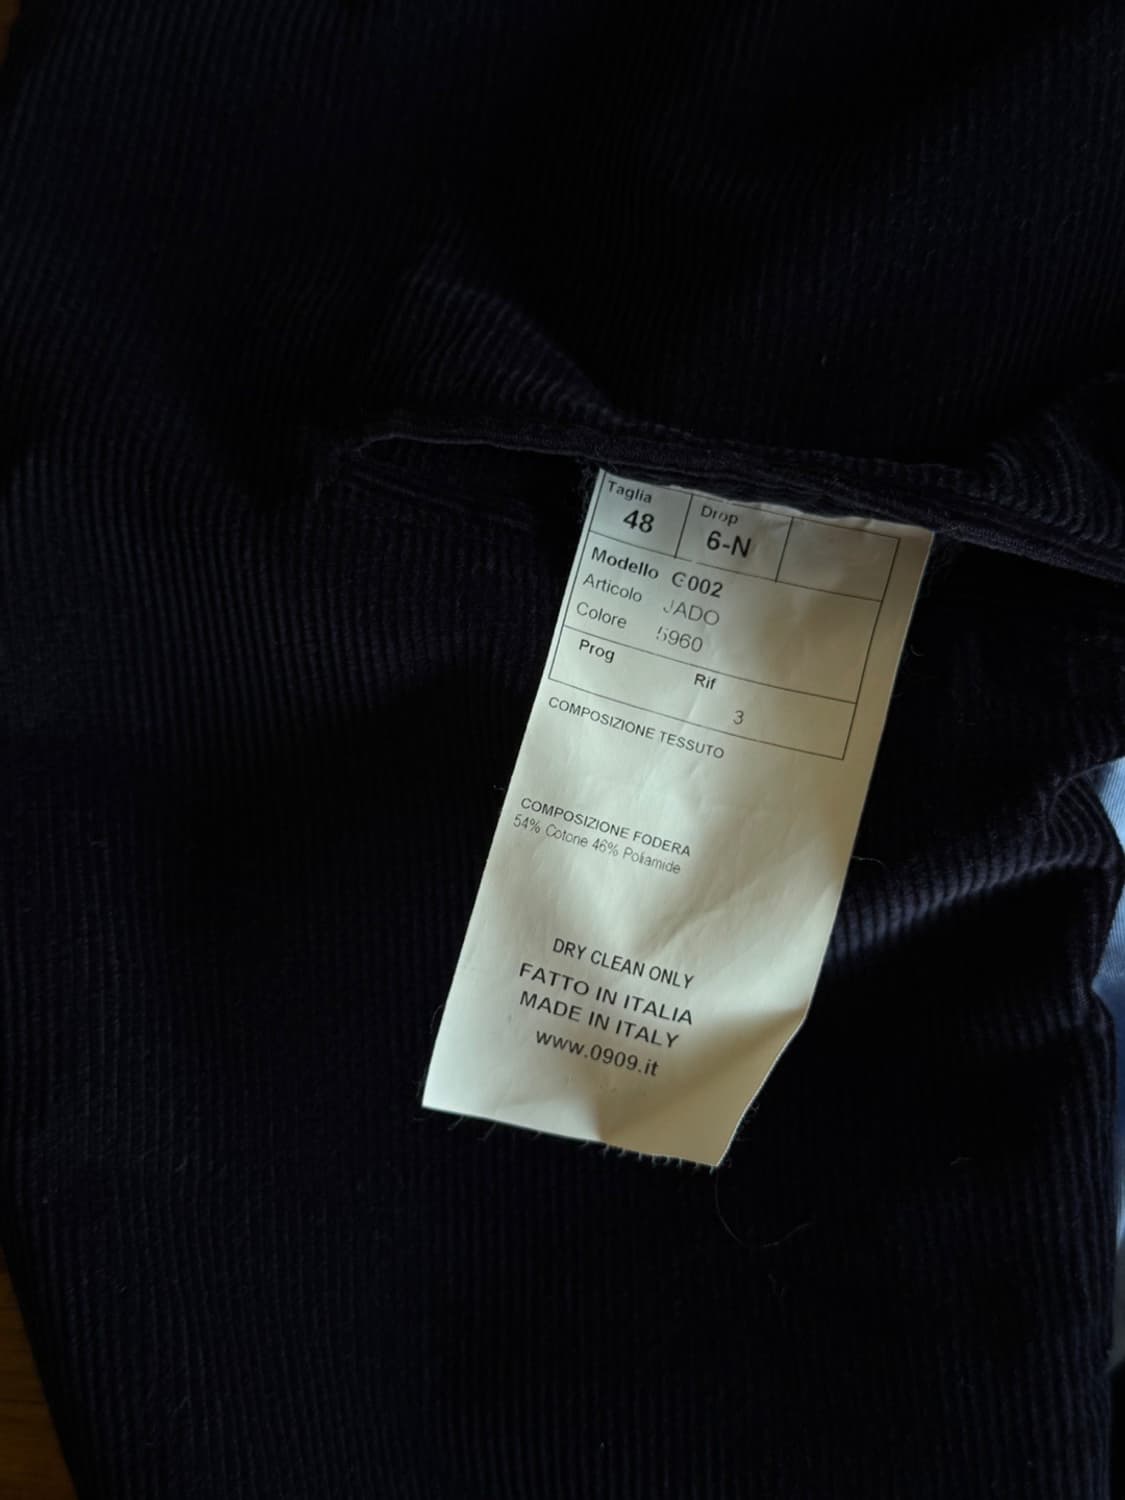 Taglia Drop
48 6-N
Modello G002
Articolo JADO
Colore 5960
Prog Rif
3
COMPOSIZIONE TESSUTO
COMPOSIZIONE FODERA
54% Cotone 46% Poliamide
DRY CLEAN ONLY
FATTO IN ITALIA
MADE IN ITALY
www.0909.it